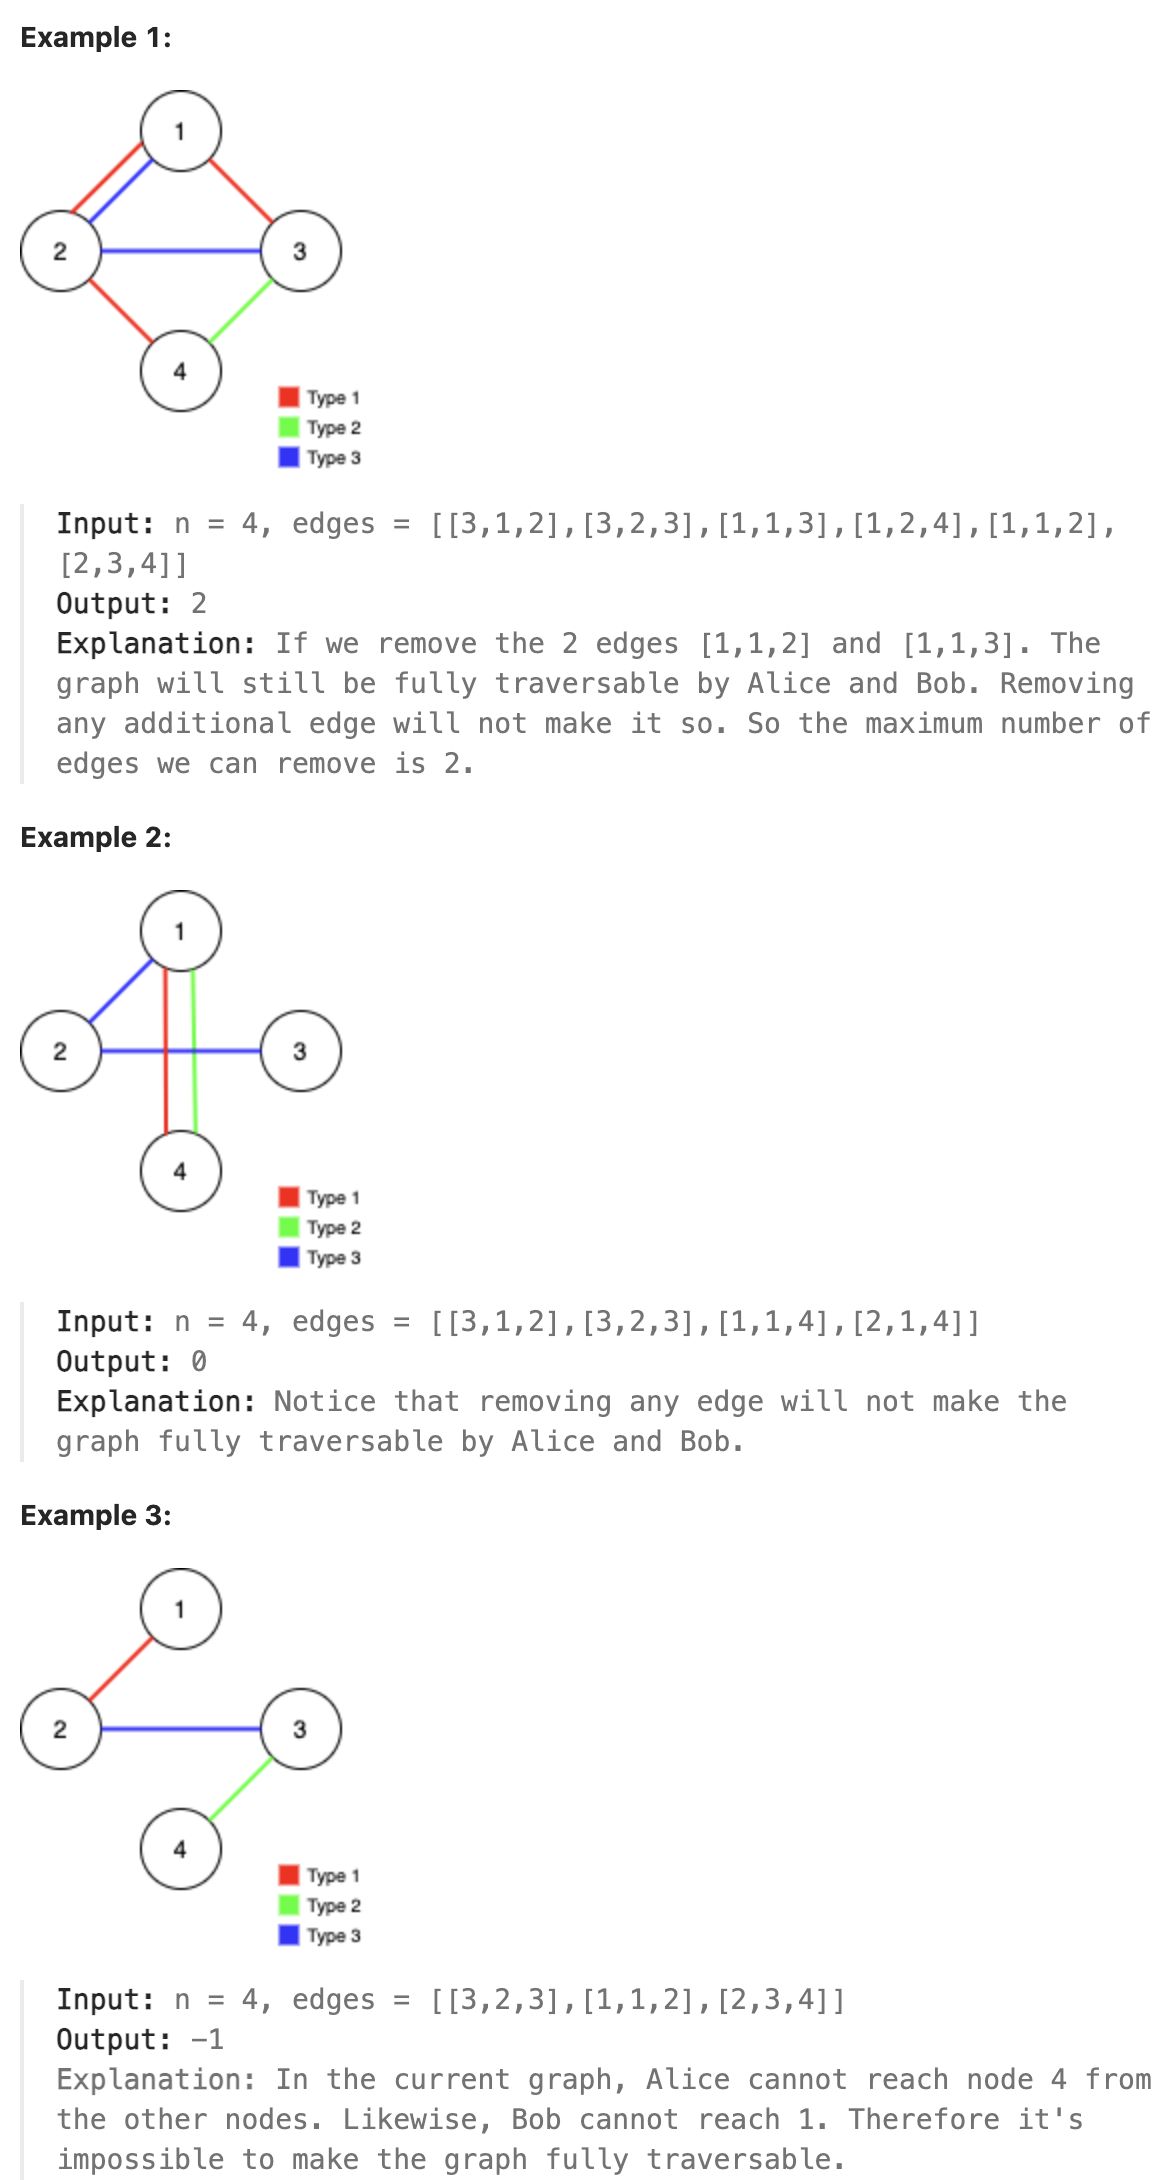 Example 1:
1
2
3
4
Type 1
Type 2
Type 3
Input: n = 4, edges = [[3,1,2],[3,2,3],[1,1,3],[1,2,4],[1,1,2],
[2,3,4]]
Output: 2
Explanation: If we remove the 2 edges [1,1,2] and [1,1,3]. The
graph will still be fully traversable by Alice and Bob. Removing
any additional edge will not make it so. So the maximum number of
edges we can remove is 2.
Example 2:
1
2
3
4
Type 1
Type 2
Type 3
Input: n = 4, edges = [[3,1,2],[3,2,3],[1,1,4],[2,1,4]]
Output: 0
Explanation: Notice that removing any edge will not make the
graph fully traversable by Alice and Bob.
Example 3:
1
2
3
4
Type 1
Type 2
Type 3
Input: n = 4, edges = [[3,2,3],[1,1,2],[2,3,4]]
Output: -1
Explanation: In the current graph, Alice cannot reach node 4 from
the other nodes. Likewise, Bob cannot reach 1. Therefore it's
impossible to make the graph fully traversable.